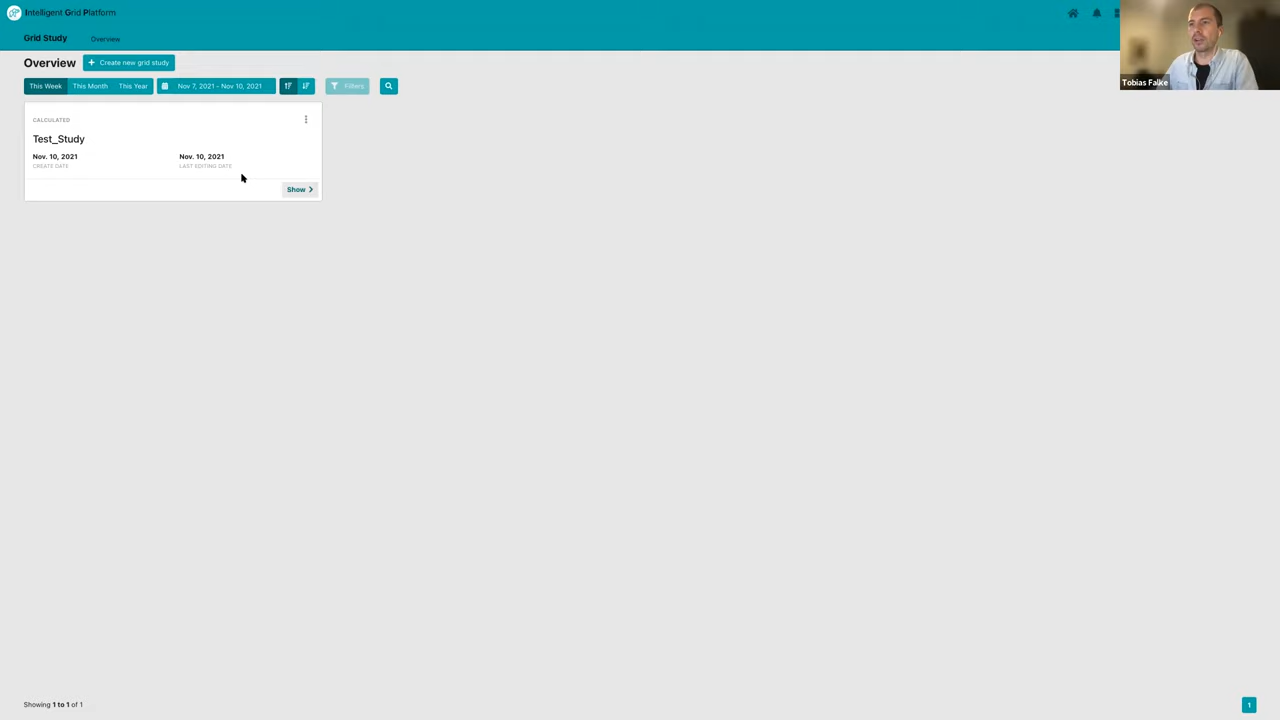 Intelligent Grid Platform
Grid Study
Overview
Overview
Create new grid study
This Week
This Month
This Year
Nov 7, 2021 - Nov 10, 2021
Filters
CALCULATED
Test_Study
Nov. 10, 2021
Nov. 10, 2021
CREATE DATE
LAST EDITING DATE
Show
Showing 1 to 1 of 1
1
Tobias Falke